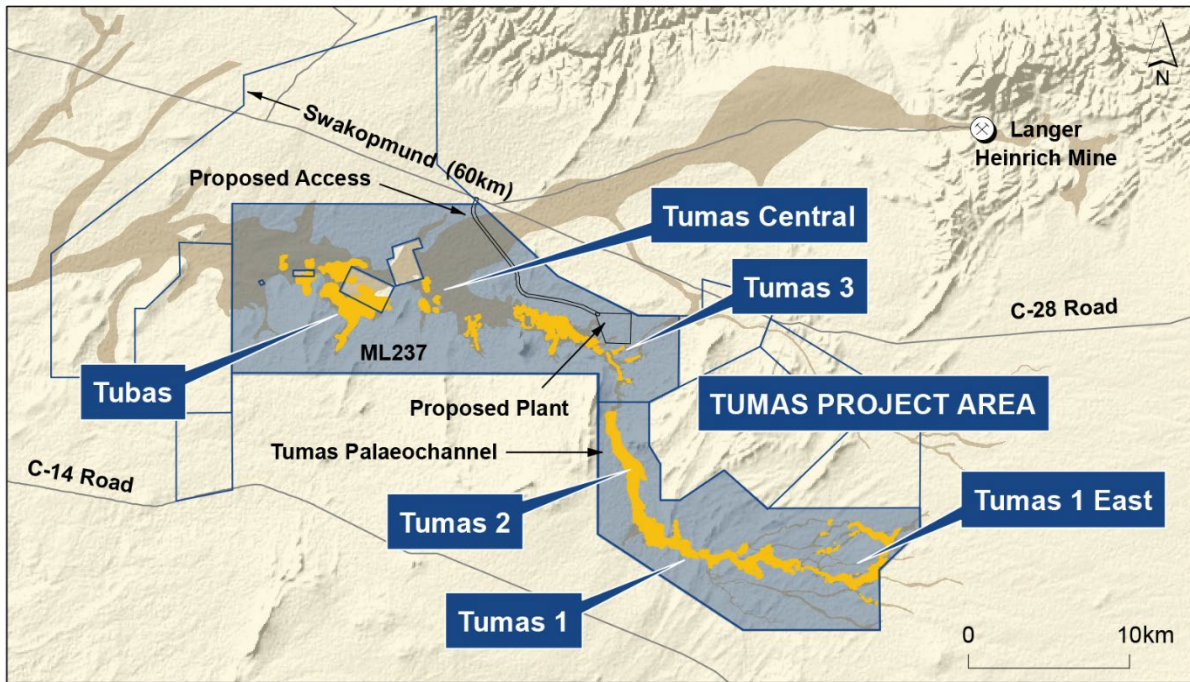 N
Swakopmund (60km)
Langer
Heinrich Mine
Proposed Access
Tumas Central
Tumas 3
C-28 Road
ML237
Tubas
Proposed Plant
TUMAS PROJECT AREA
Tumas Palaeochannel
C-14 Road
Tumas 2
Tumas 1 East
Tumas 1
0 10km